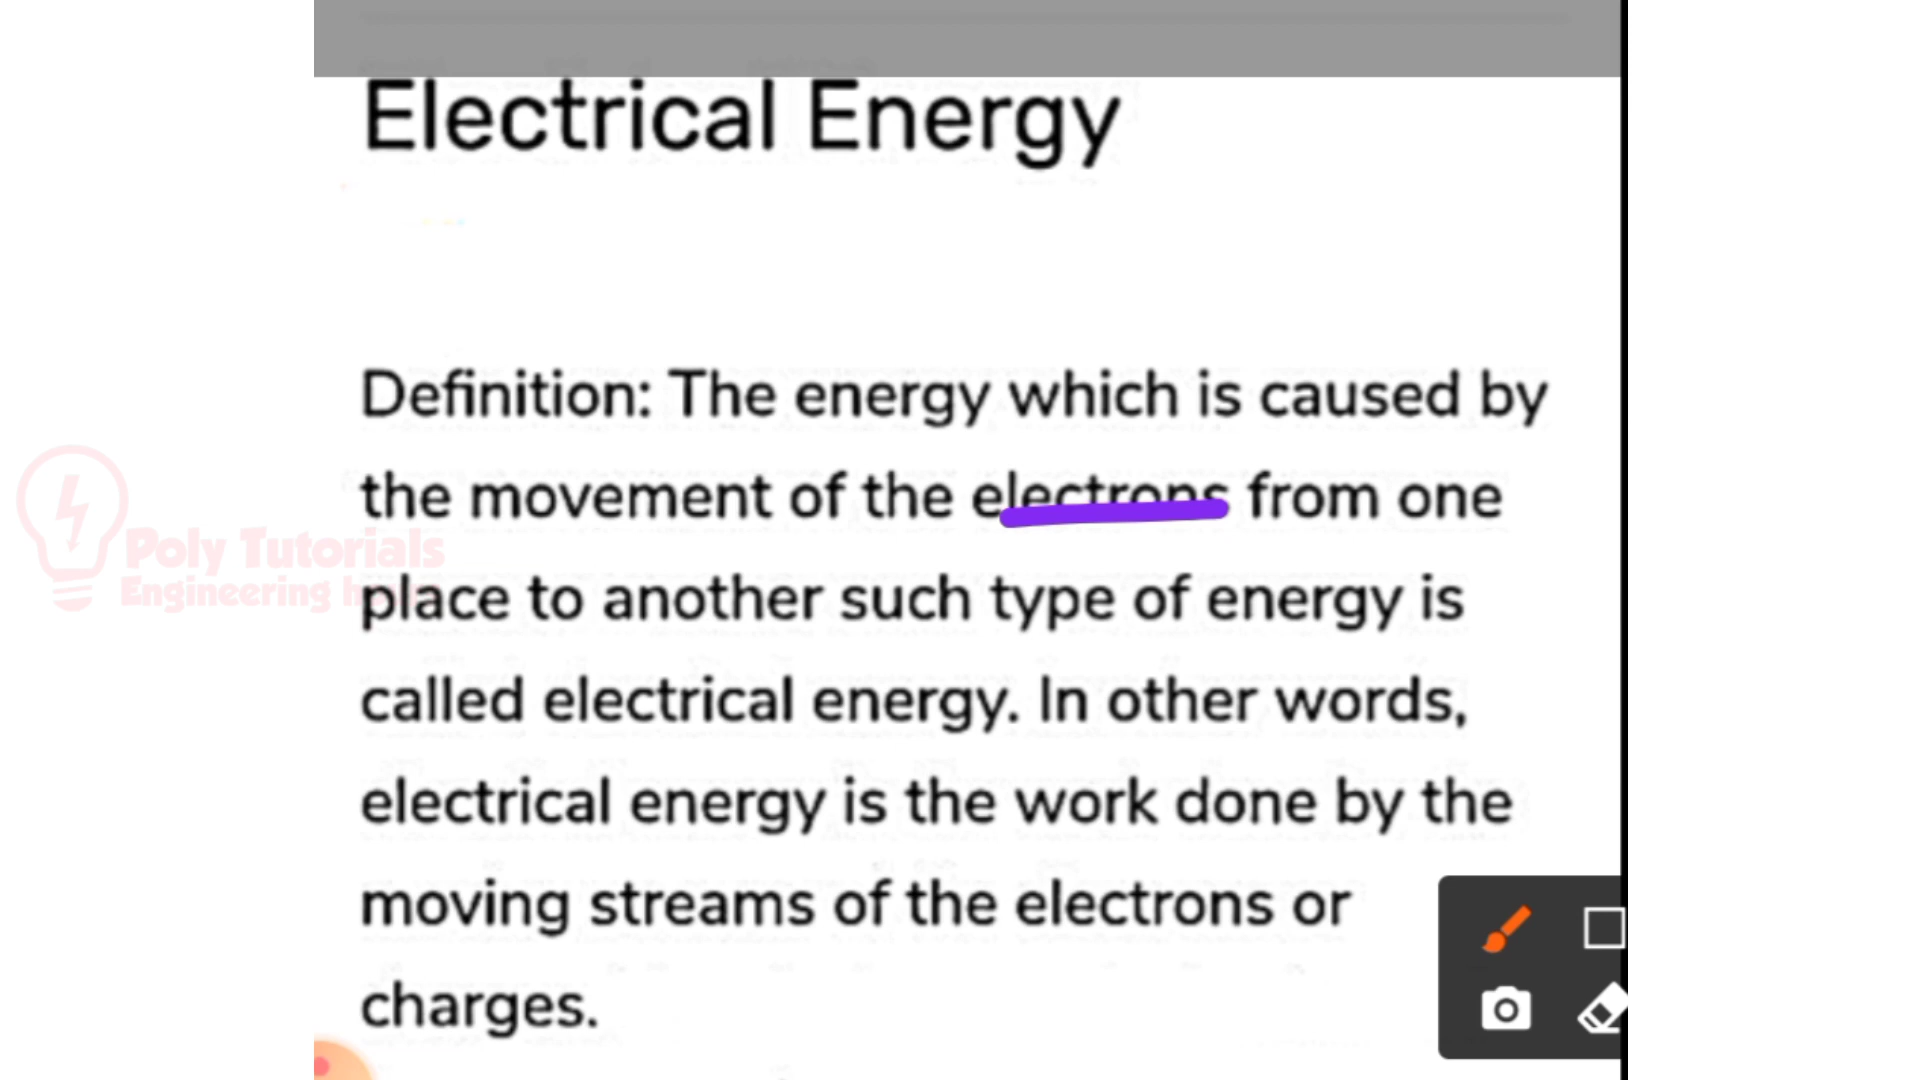 Electrical Energy
Definition: The energy which is caused by
the movement of the electrons from one
place to another such type of energy is
called electrical energy. In other words,
electrical energy is the work done by the
moving streams of the electrons or
charges.
Poly Tutorials
Engineering